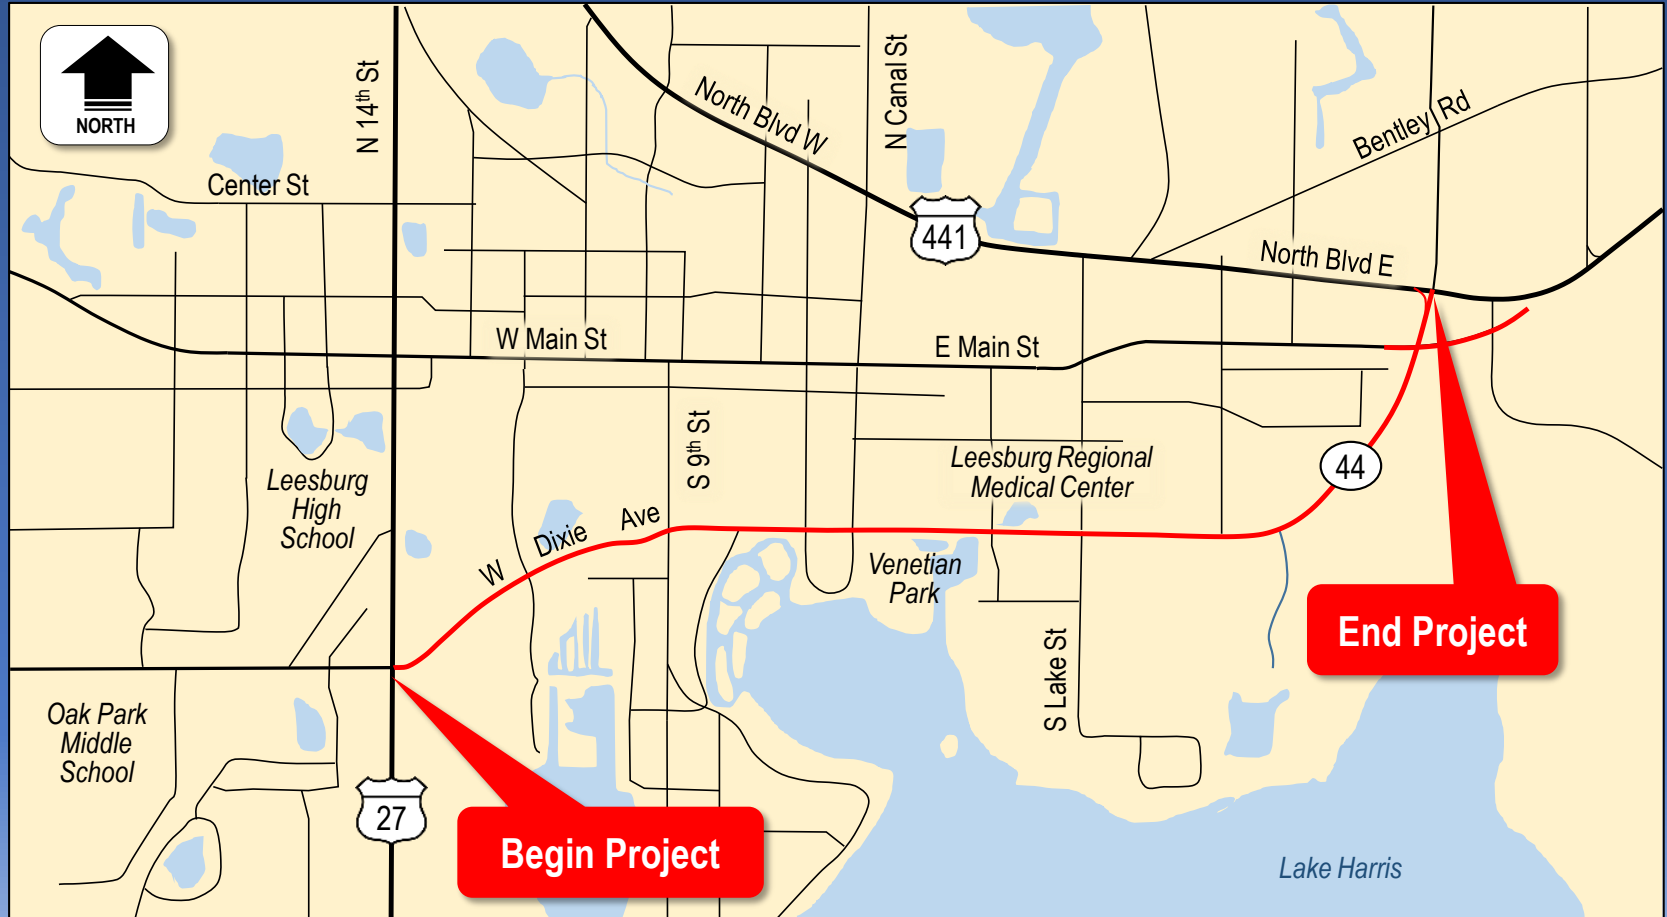 NORTH
N 14th St
North Blvd W
N Canal St
Bentley Rd
Center St
441
North Blvd E
W Main St
E Main St
S 9th St
Leesburg Regional
Medical Center
44
Leesburg
High
School
W Dixie Ave
Venetian
Park
End Project
S Lake St
Oak Park
Middle
School
27
Begin Project
Lake Harris